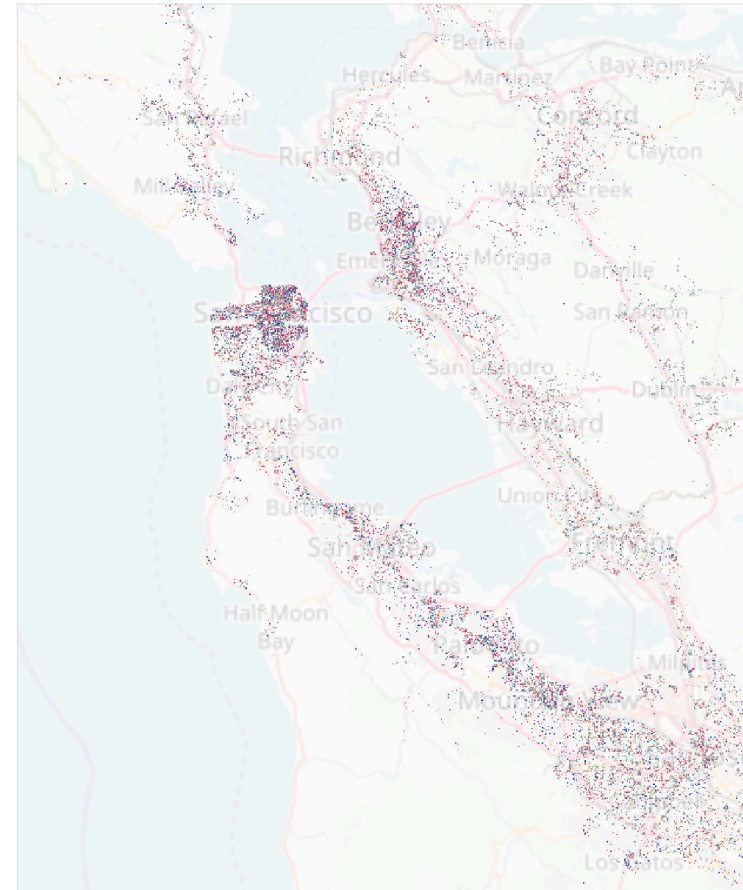 Benicia
Bay Point
Hercules
Martinez
San Rafael
Concord
Richmond
Clayton
Mill Valley
Walnut Creek
Berkeley
Moraga
Danville
San Francisco
San Ramon
San Leandro
Daly City
Dublin
South San
Francisco
Hayward
Union City
Burlingame
San Mateo
Fremont
San Carlos
Half Moon
Bay
Palo Alto
Milpitas
Mountain View
Los Gatos